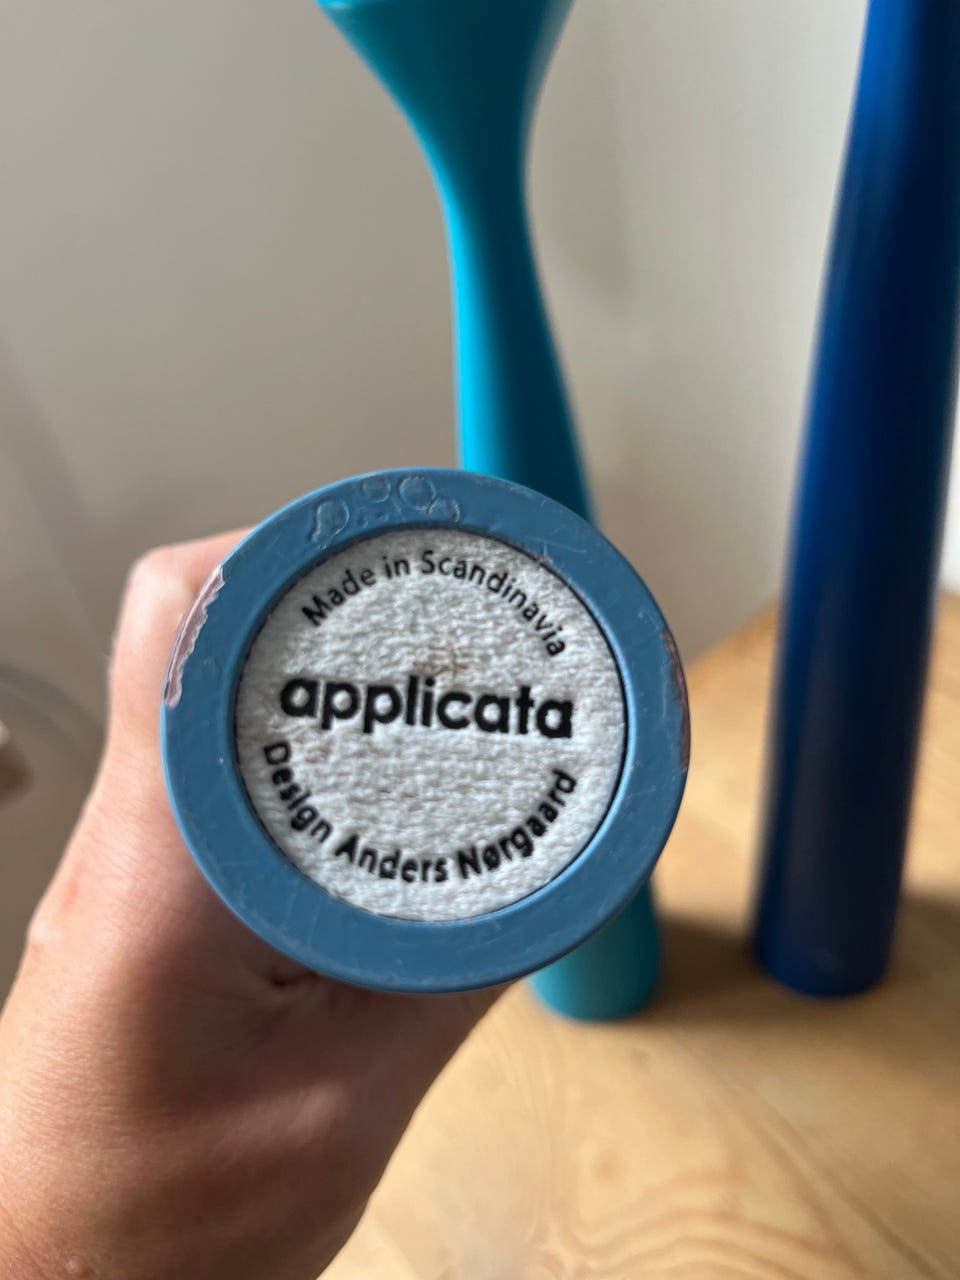 Made in Scandinavia
applicata
Design Anders Nørgaard